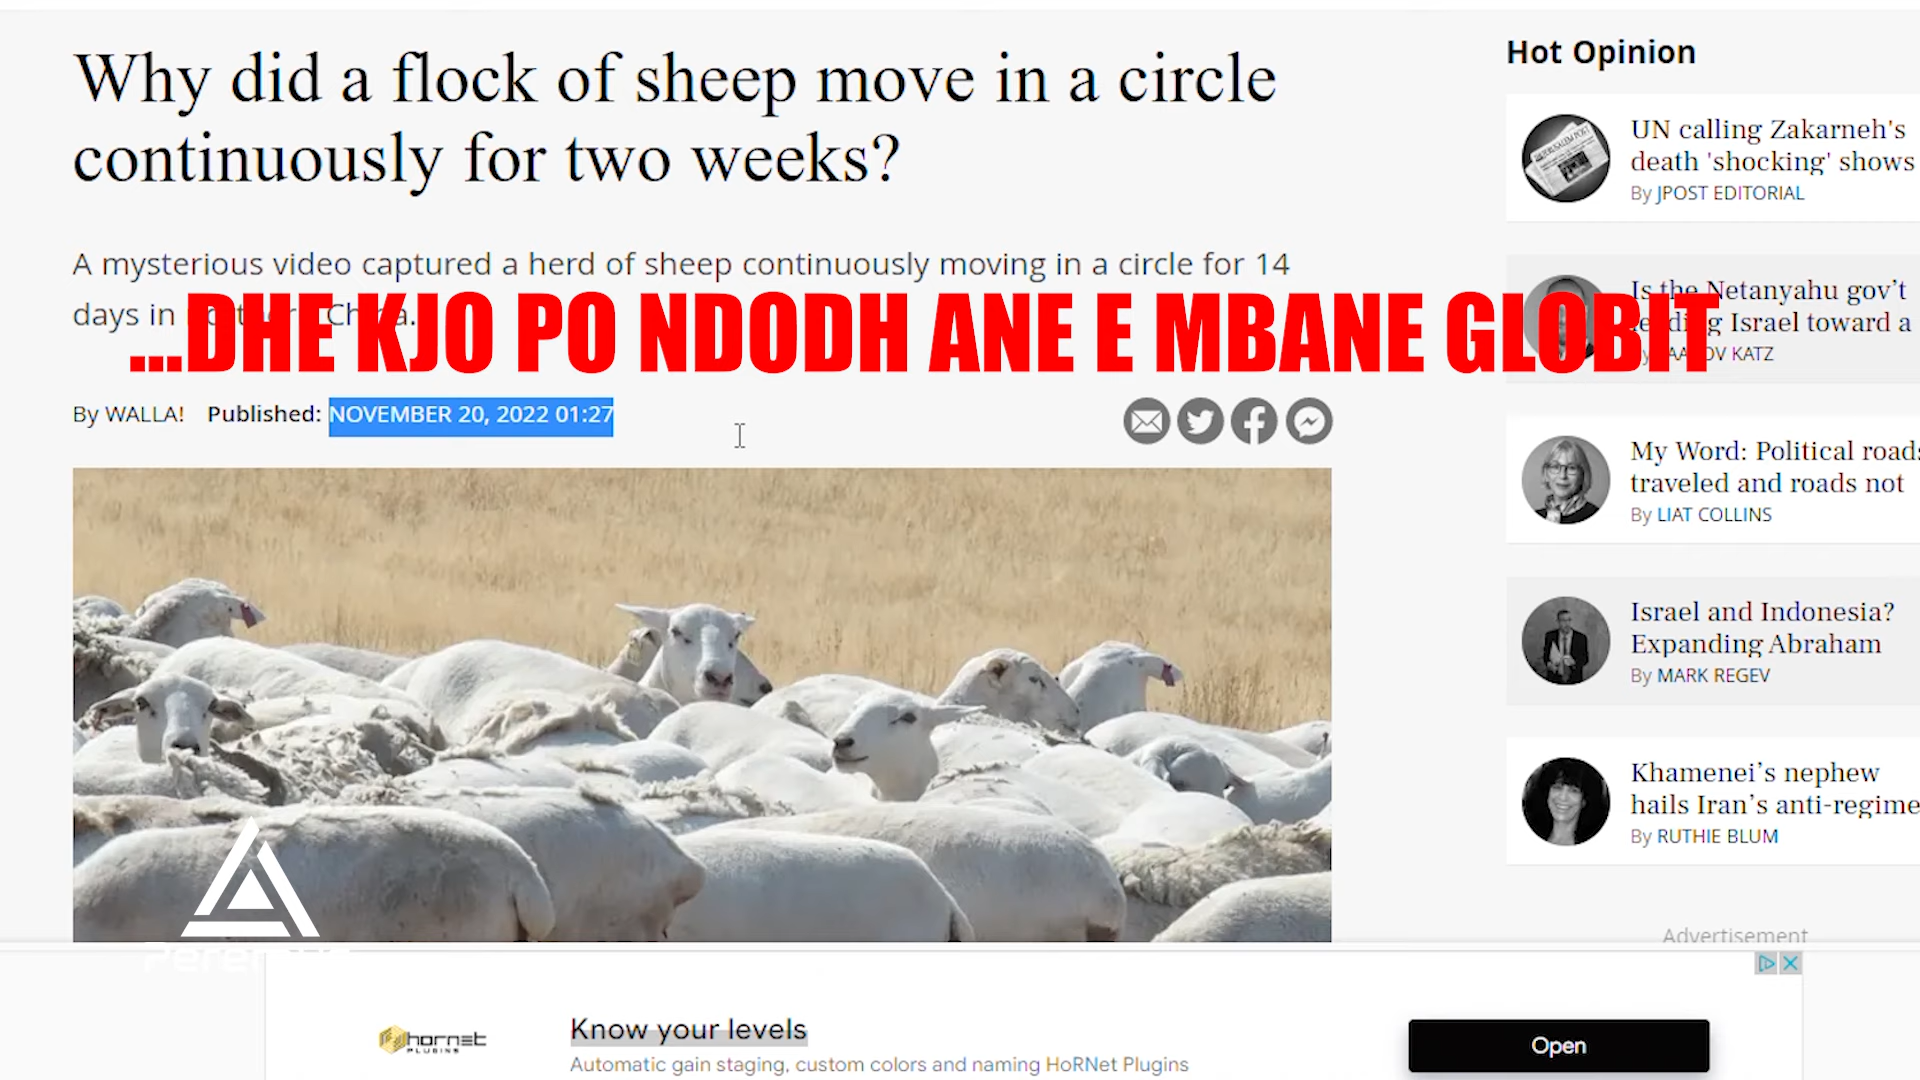 Why did a flock of sheep move in a circle
continuously for two weeks?
A mysterious video captured a herd of sheep continuously moving in a circle for 14
days in China.
...DHE KJO PO NDODH ANE E MBANE GLOBIT
By WALLA! Published: NOVEMBER 20, 2022 01:27
Hot Opinion
UN calling Zakarneh's
death 'shocking' shows
By JPOST EDITORIAL
Is the Netanyahu gov't
Israel toward a
KATZ
My Word: Political roads
traveled and roads not
By LIAT COLLINS
Israel and Indonesia?
Expanding Abraham
By MARK REGEV
Khamenei's nephew
hails Iran's anti-regime
By RUTHIE BLUM
Advertisement
hornet
PLUGINS
Know your levels
Automatic gain staging, custom colors and naming HoRNet Plugins
Open